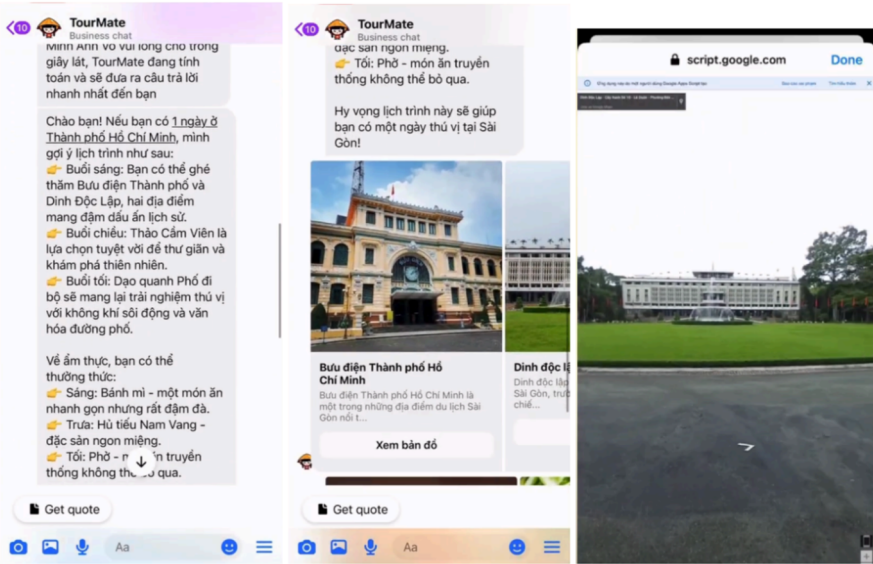 10
TourMate
Business chat
Minh Anh ơi vui lòng chờ trong
giây lát, TourMate đang tính
toán và sẽ đưa ra câu trả lời
nhanh nhất đến bạn
Chào bạn! Nếu bạn có 1 ngày ở
Thành phố Hồ Chí Minh, mình
gợi ý lịch trình như sau:
👉 Buổi sáng: Bạn có thể ghé
thăm Bưu điện Thành phố và
Dinh Độc Lập, hai địa điểm
mang đậm dấu ấn lịch sử.
👉 Buổi chiều: Thảo Cầm Viên là
lựa chọn tuyệt vời để thư giãn và
khám phá thiên nhiên.
👉 Buổi tối: Dạo quanh Phố đi
bộ sẽ mang lại trải nghiệm thú vị
với không khí sôi động và văn
hóa đường phố.
Về ẩm thực, bạn có thể
thưởng thức:
👉 Sáng: Bánh mì - một món ăn
nhanh gọn nhưng rất đậm đà.
👉 Trưa: Hủ tiếu Nam Vang -
đặc sản ngon miệng.
👉 Tối: Phở - truyền
thống không qua.
Get quote
Aa
10
TourMate
Business chat
đặc sản ngon miệng.
👉 Tối: Phở - món ăn truyền
thống không thể bỏ qua.
Hy vọng lịch trình này sẽ giúp
bạn có một ngày thú vị tại Sài
Gòn!
Bưu điện Thành phố Hồ
Chí Minh
Bưu điện Thành phố Hồ Chí Minh là
một trong những địa điểm du lịch Sài
Gòn nổi t...
Xem bản đồ
Dinh độc lậ
Dinh độc lập
Sài Gòn, trư
chiế...
Get quote
Aa
script.google.com
Done